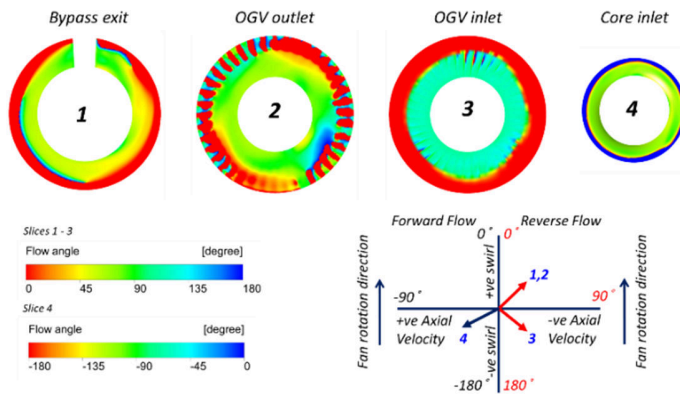 Bypass exit
OGV outlet
OGV inlet
Core inlet
1
2
3
4
Slices 1 - 3
Flow angle [degree]
0 45 90 135 180
Slice 4
Flow angle [degree]
-180 -135 -90 -45 0
Forward Flow Reverse Flow
0° 0°
Fan rotation direction
+ve swirl
1,2
-90° 90°
+ve Axial
Velocity
-ve Axial
Velocity
4
3
-ve swirl
-180° 180°
Fan rotation direction